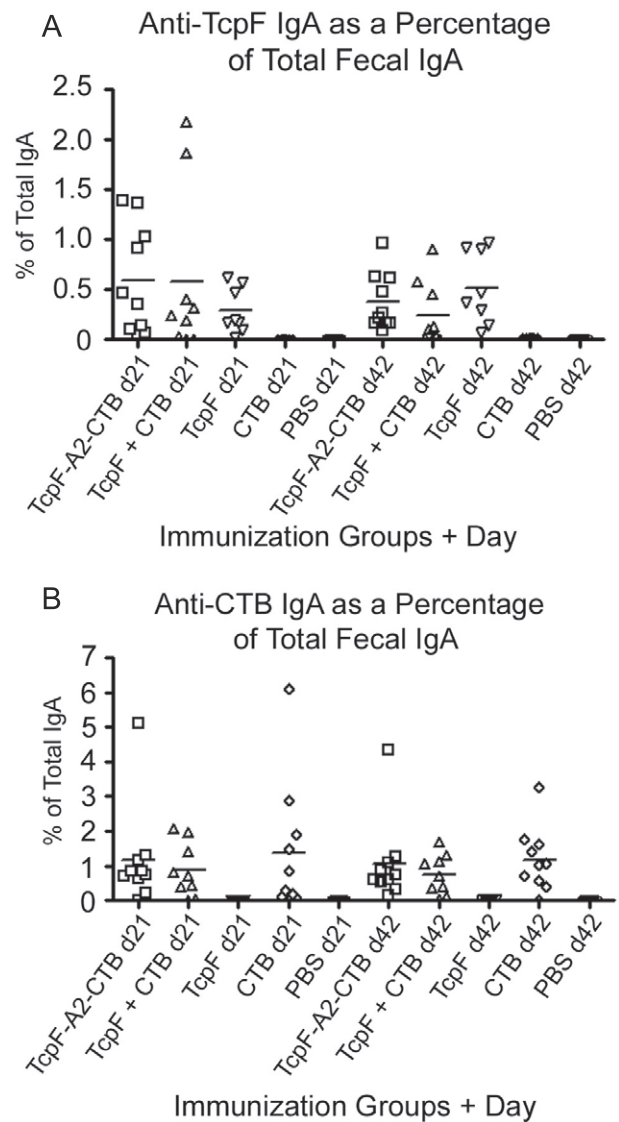 A
Anti-TcpF IgA as a Percentage
of Total Fecal IgA
% of Total IgA
2.5
2.0
1.5
1.0
0.5
0
TcpF-A2-CTB d21
TcpF + CTB d21
TcpF d21
CTB d21
PBS d21
TcpF-A2-CTB d42
TcpF + CTB d42
TcpF d42
CTB d42
PBS d42
Immunization Groups + Day
B
Anti-CTB IgA as a Percentage
of Total Fecal IgA
% of Total IgA
7
6
5
4
3
2
1
0
TcpF-A2-CTB d21
TcpF + CTB d21
TcpF d21
CTB d21
PBS d21
TcpF-A2-CTB d42
TcpF + CTB d42
TcpF d42
CTB d42
PBS d42
Immunization Groups + Day